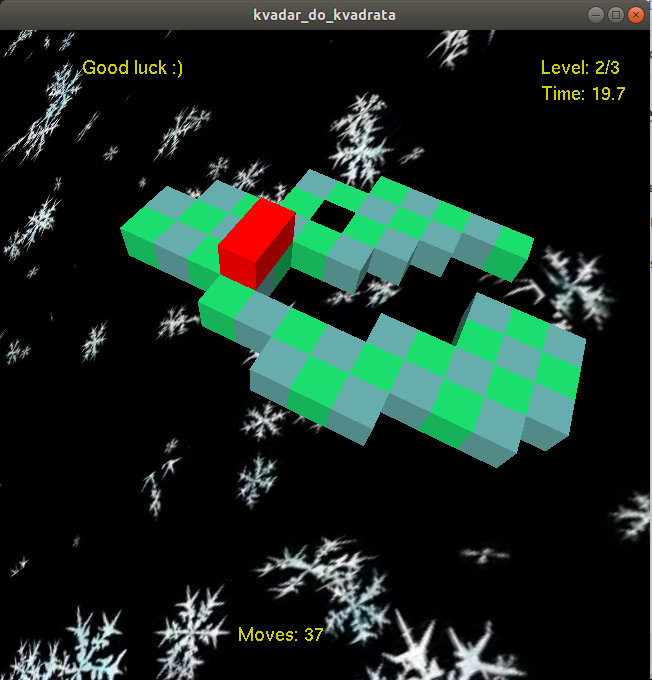 kvadar_do_kvadrata
Good luck :)
Level: 2/3
Time: 19.7
Moves: 37